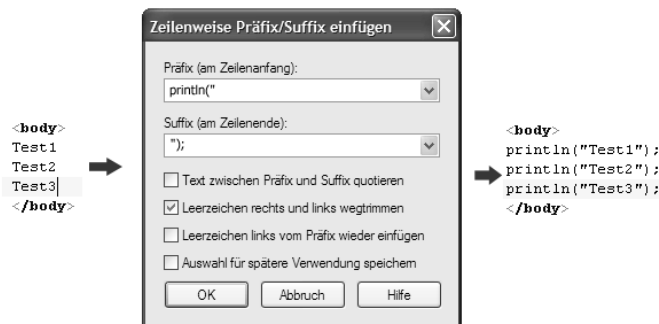 <body>
Test1
Test2
Test3
</body>
Zeilenweise Präfix/Suffix einfügen
Präfix (am Zeilenanfang):
println("
Suffix (am Zeilenende):
");
Text zwischen Präfix und Suffix quotieren
Leerzeichen rechts und links wegtrimmen
Leerzeichen links vom Präfix wieder einfügen
Auswahl für spätere Verwendung speichern
OK
Abbruch
Hilfe
<body>
println("Test1");
println("Test2");
println("Test3");
</body>